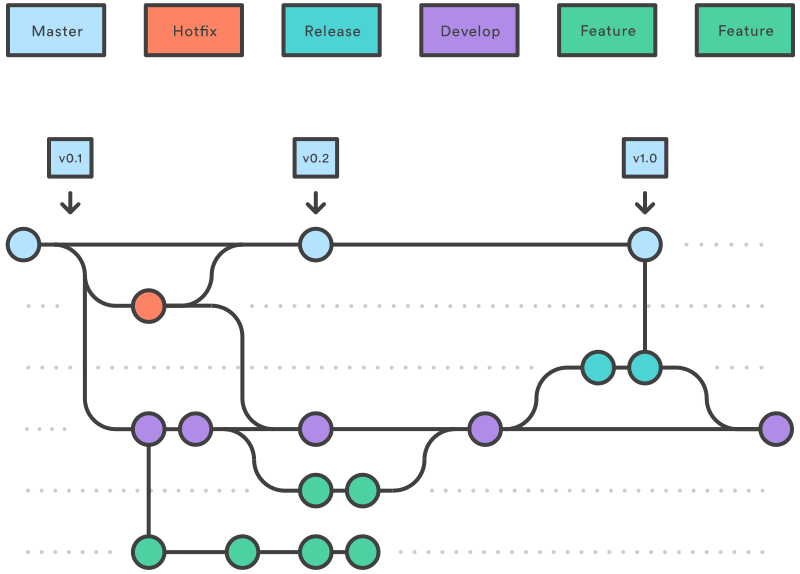 Master
Hotfix
Release
Develop
Feature
Feature
v0.1
v0.2
v1.0